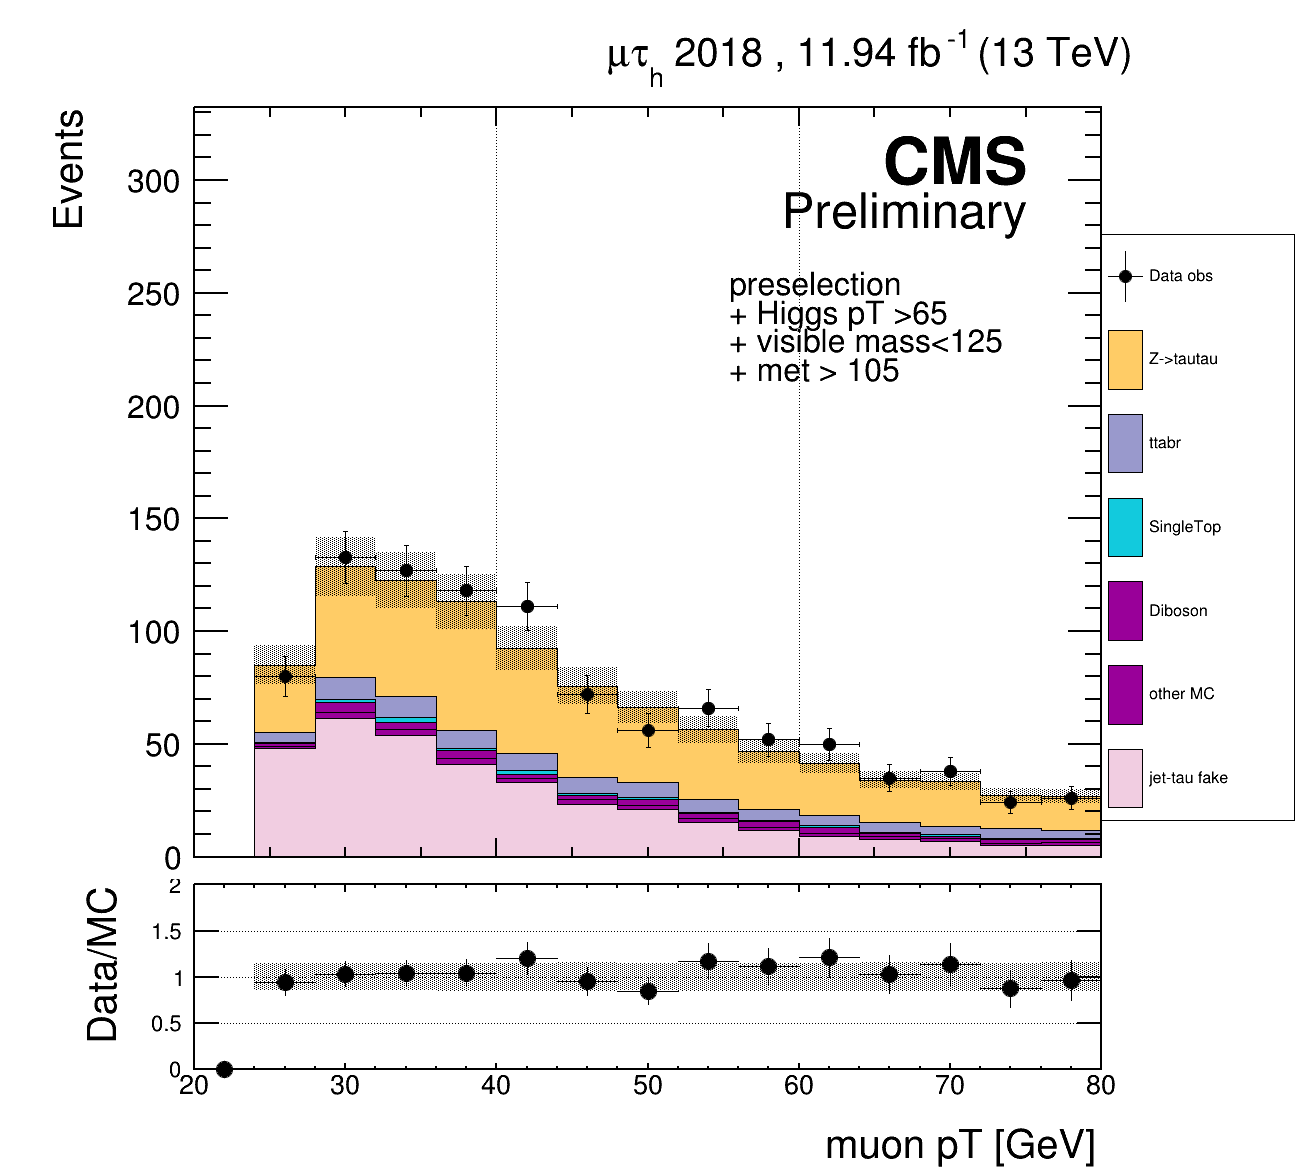 μτh 2018 , 11.94 fb-1 (13 TeV)
Events
CMS
Preliminary
preselection
+ Higgs pT >65
+ visible mass<125
+ met > 105
300
250
200
150
100
50
0
Data obs
Z->tautau
ttabr
SingleTop
Diboson
other MC
jet-tau fake
Data/MC
2
1.5
1
0.5
0
20 30 40 50 60 70 80
muon pT [GeV]